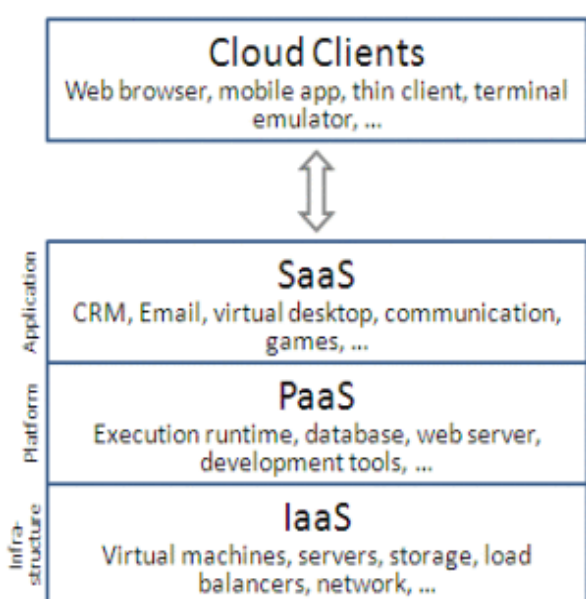 Cloud Clients
Web browser, mobile app, thin client, terminal
emulator, ...
Application
SaaS
CRM, Email, virtual desktop, communication,
games, ...
Platform
PaaS
Execution runtime, database, web server,
development tools, ...
Infra-
structure
IaaS
Virtual machines, servers, storage, load
balancers, network, ...